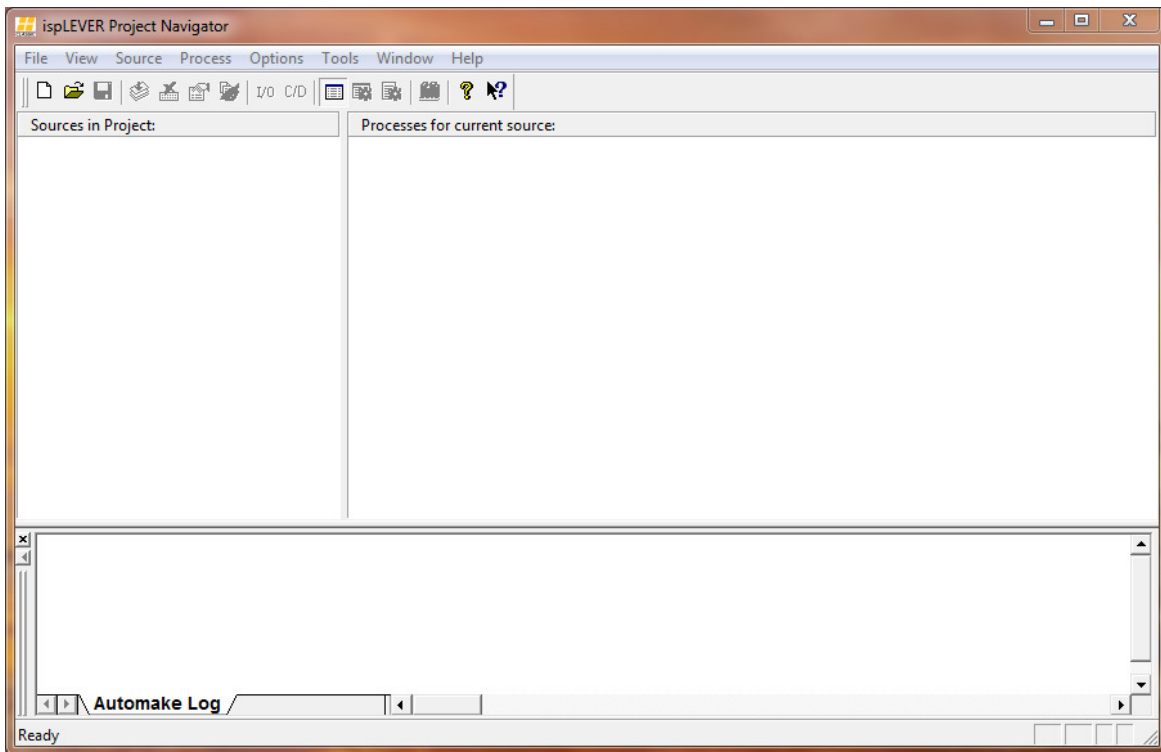 ispLEVER Project Navigator
File View Source Process Options Tools Window Help
I/O C/D
Sources in Project:
Processes for current source:
Automake Log
Ready